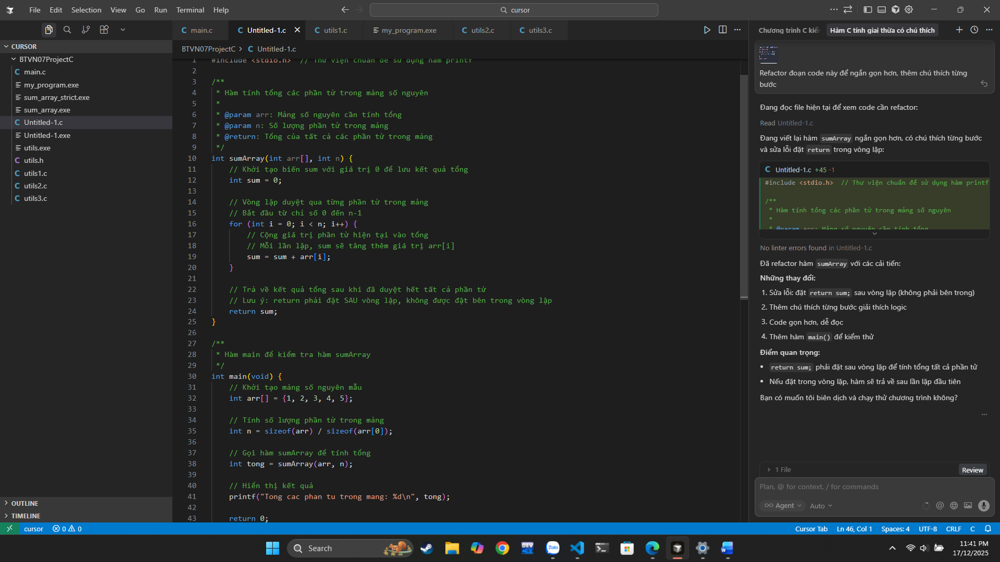 File Edit Selection View Go Run Terminal Help
cursor
main.c
Untitled-1.c
utils1.c
my_program.exe
utils2.c
utils3.c
Chương trình C kiể
Hàm C tính giai thừa có chú thích
CURSOR
BTVN07ProjectC
main.c
my_program.exe
sum_array_strict.exe
sum_array.exe
Untitled-1.c
Untitled-1.exe
utils.exe
utils.h
utils1.c
utils2.c
utils3.c
OUTLINE
TIMELINE
BTVN07ProjectC > C Untitled-1.c
1 #include <stdio.h>  // Thư viện chuẩn để sử dụng hàm printf
2
3 /**
4  * Hàm tính tổng các phần tử trong mảng số nguyên
5  *
6  * @param arr: Mảng số nguyên cần tính tổng
7  * @param n: Số lượng phần tử trong mảng
8  * @return: Tổng của tất cả các phần tử trong mảng
9  */
10 int sumArray(int arr[], int n) {
11     // Khởi tạo biến sum với giá trị 0 để lưu kết quả tổng
12     int sum = 0;
13
14     // Vòng lặp duyệt qua từng phần tử trong mảng
15     // Bắt đầu từ chỉ số 0 đến n-1
16     for (int i = 0; i < n; i++) {
17         // Cộng giá trị phần tử hiện tại vào tổng
18         // Mỗi lần lặp, sum sẽ tăng thêm giá trị arr[i]
19         sum = sum + arr[i];
20     }
21
22     // Trả về kết quả tổng sau khi đã duyệt hết tất cả phần tử
23     // Lưu ý: return phải đặt SAU vòng lặp, không được đặt bên trong vòng lặp
24     return sum;
25 }
26
27 /**
28  * Hàm main để kiểm tra hàm sumArray
29  */
30 int main(void) {
31     // Khởi tạo mảng số nguyên mẫu
32     int arr[] = {1, 2, 3, 4, 5};
33
34     // Tính số lượng phần tử trong mảng
35     int n = sizeof(arr) / sizeof(arr[0]);
36
37     // Gọi hàm sumArray để tính tổng
38     int tong = sumArray(arr, n);
39
40     // Hiển thị kết quả
41     printf("Tong cac phan tu trong mang: %d\n", tong);
42
43     return 0;
Refactor đoạn code này để ngắn gọn hơn, thêm chú thích từng
bước
Đang đọc file hiện tại để xem code cần refactor:
Read Untitled-1.c
Đang viết lại hàm sumArray ngắn gọn hơn, có chú thích từng bước
và sửa lỗi đặt return trong vòng lặp:
C Untitled-1.c +45 -1
#include <stdio.h>  // Thư viện chuẩn để sử dụng hàm printf
/**
 * Hàm tính tổng các phần tử trong mảng số nguyên
 *
 * @param arr: Mảng số nguyên cần tính tổng
No linter errors found in Untitled-1.c
Đã refactor hàm sumArray với các cải tiến:
Những thay đổi:
1. Sửa lỗi: đặt return sum; sau vòng lặp (không phải bên trong)
2. Thêm chú thích từng bước giải thích logic
3. Code gọn hơn, dễ đọc
4. Thêm hàm main() để kiểm thử
Điểm quan trọng:
• return sum; phải đặt sau vòng lặp để tính tổng tất cả phần tử
• Nếu đặt trong vòng lặp, hàm sẽ trả về sau lần lặp đầu tiên
Bạn có muốn tôi biên dịch và chạy thử chương trình không?
1 File
Review
Plan, @ for context, / for commands
Agent
Auto
cursor
0
0
Cursor Tab
Ln 46, Col 1
Spaces: 4
UTF-8
CRLF
C
Search
DEV
Zalo
11:41 PM
17/12/2025